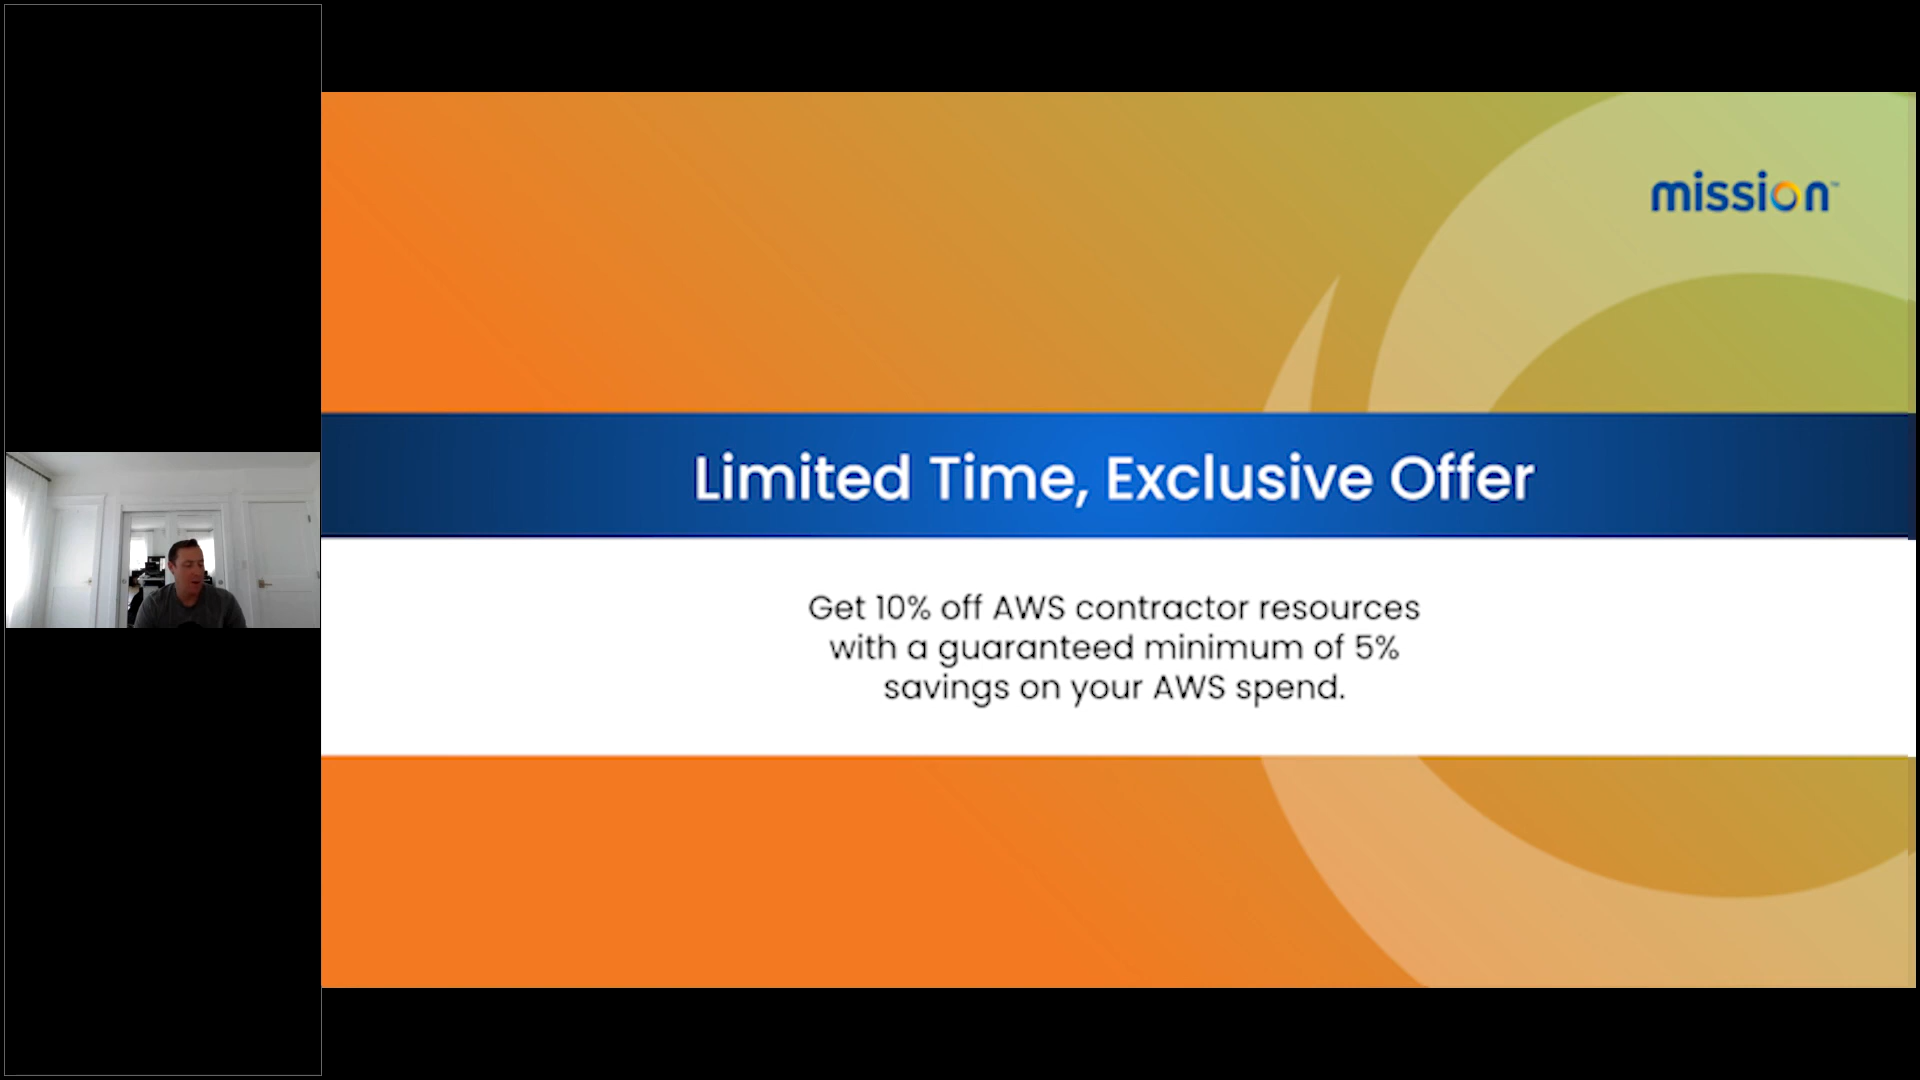 mission™
Limited Time, Exclusive Offer
Get 10% off AWS contractor resources
with a guaranteed minimum of 5%
savings on your AWS spend.